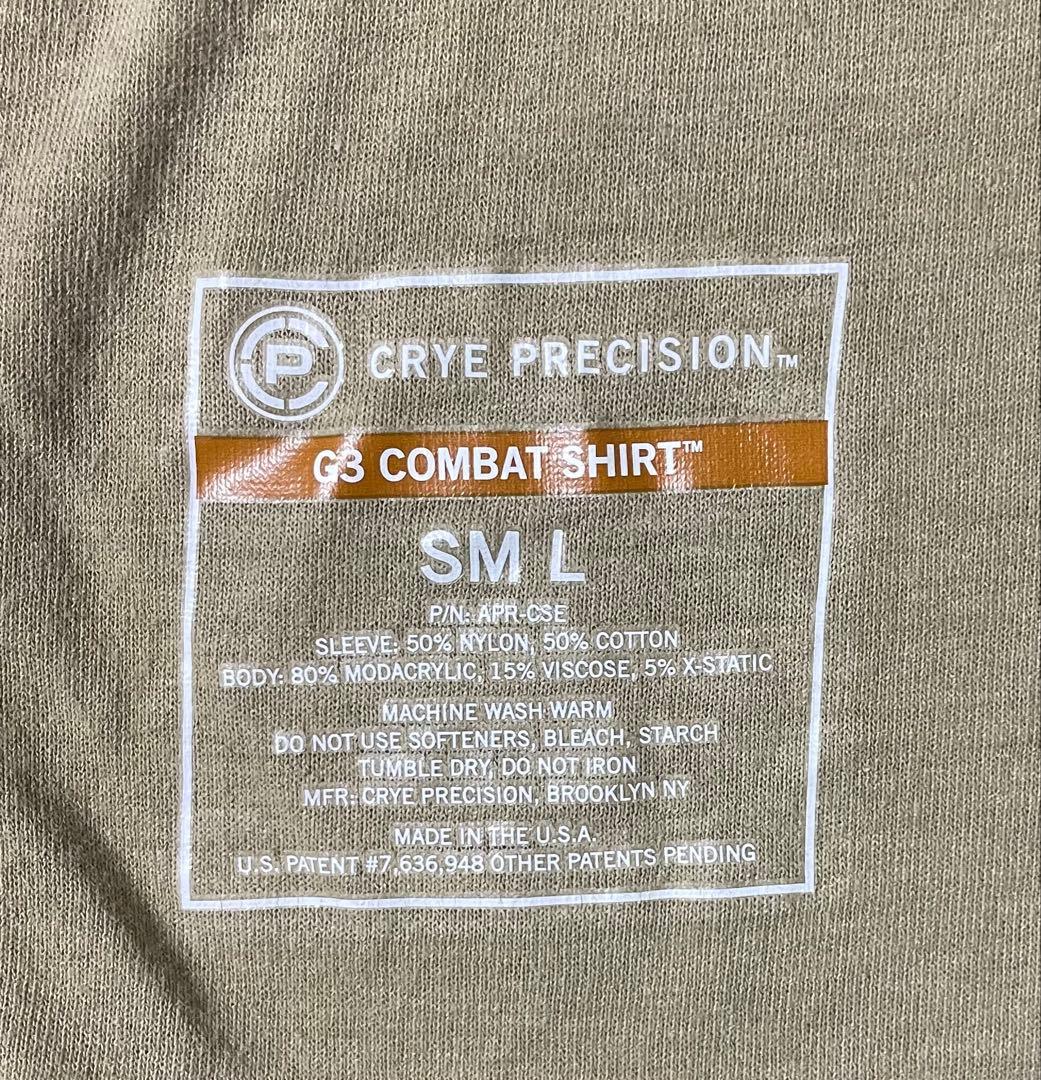 CP CRYE PRECISION™
G3 COMBAT SHIRT™
SM L
P/N: APR-CSE
SLEEVE: 50% NYLON, 50% COTTON
BODY: 80% MODACRYLIC, 15% VISCOSE, 5% X-STATIC
MACHINE WASH WARM
DO NOT USE SOFTENERS, BLEACH, STARCH
TUMBLE DRY, DO NOT IRON
MFR: CRYE PRECISION, BROOKLYN NY
MADE IN THE U.S.A.
U.S. PATENT #7,636,948 OTHER PATENTS PENDING